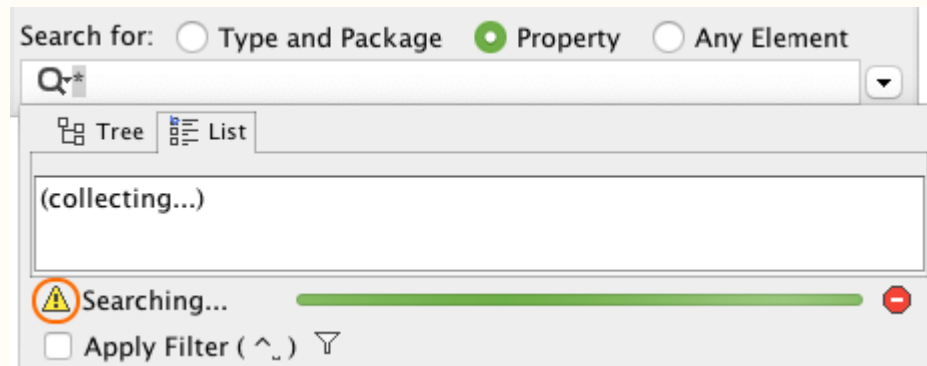 Search for: Type and Package Property Any Element
*
Tree List
(collecting...)
Searching...
Apply Filter ( ^␣ )